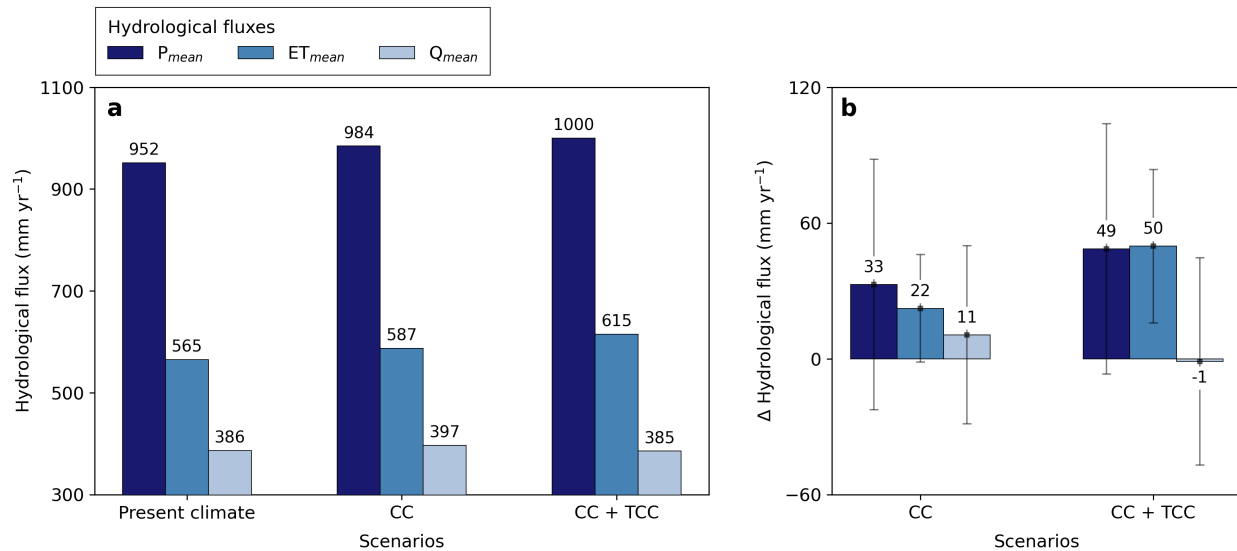 Hydrological fluxes
P_mean ET_mean Q_mean
a
Hydrological flux (mm yr⁻¹)
1100
900
700
500
300
952
565
386
984
587
397
1000
615
385
Present climate CC CC + TCC
Scenarios
b
Δ Hydrological flux (mm yr⁻¹)
120
60
0
−60
33
22
11
49
50
-1
CC CC + TCC
Scenarios